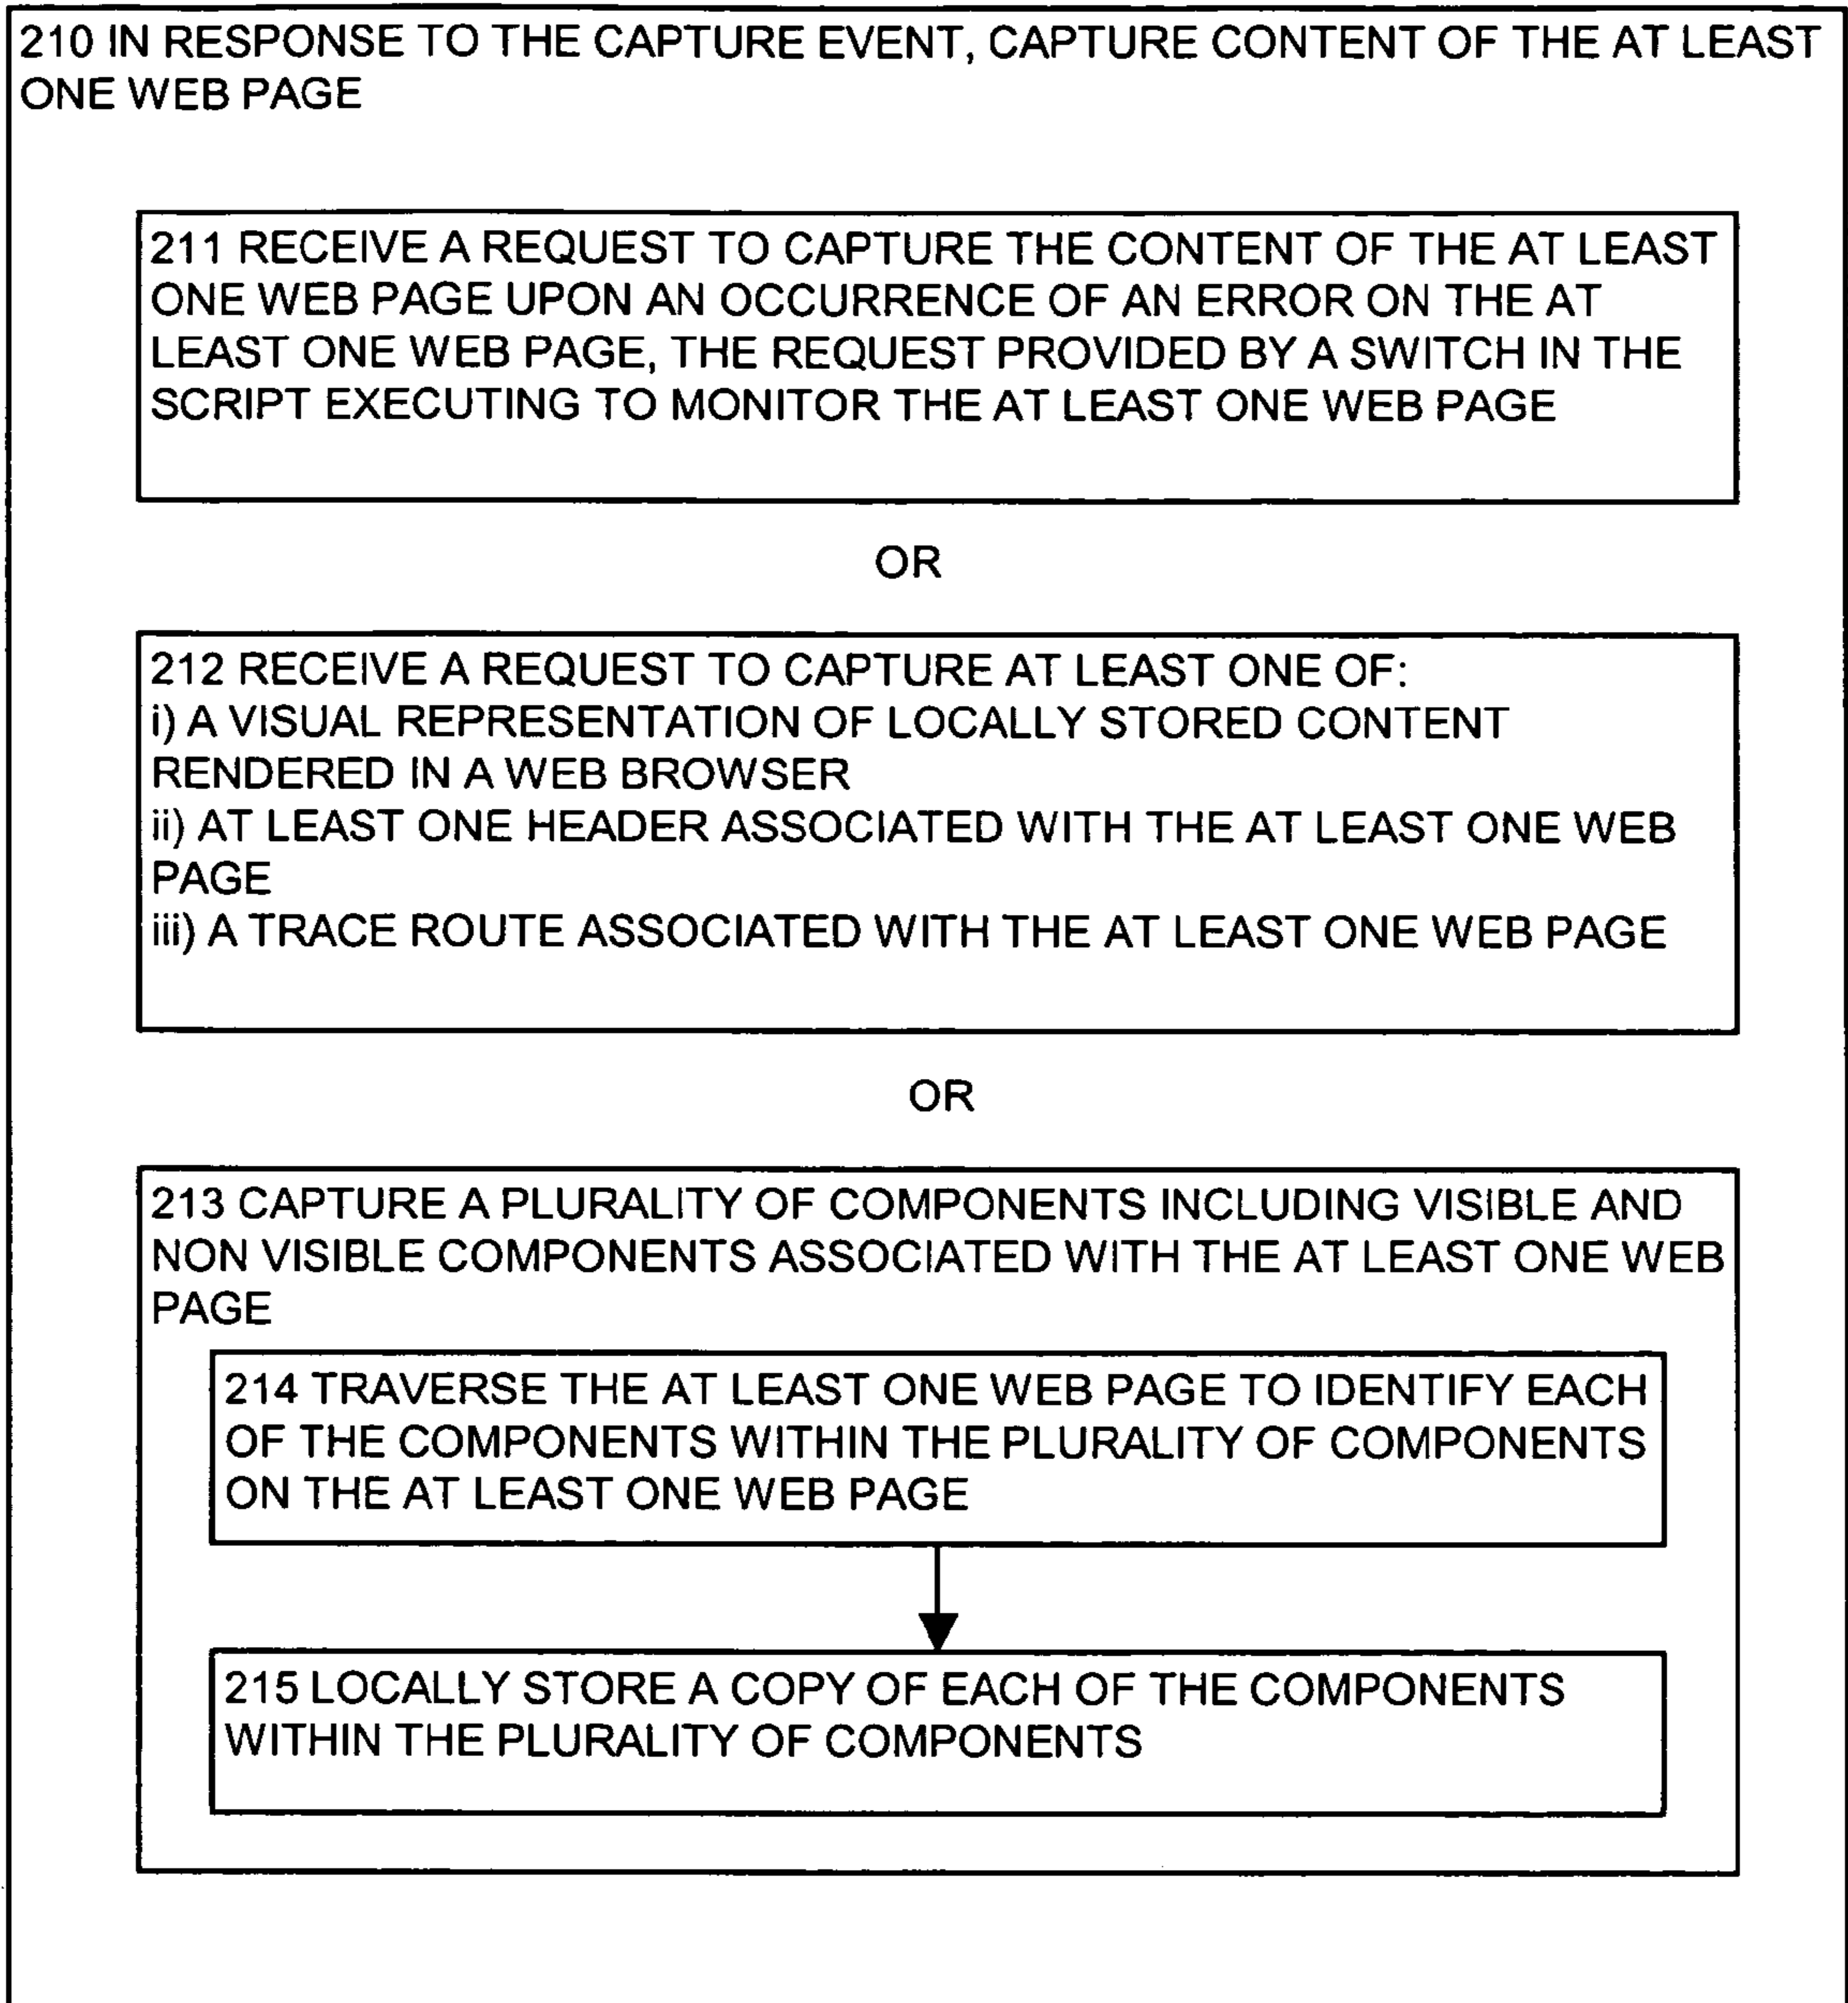 210 IN RESPONSE TO THE CAPTURE EVENT, CAPTURE CONTENT OF THE AT LEAST
ONE WEB PAGE
211 RECEIVE A REQUEST TO CAPTURE THE CONTENT OF THE AT LEAST
ONE WEB PAGE UPON AN OCCURRENCE OF AN ERROR ON THE AT
LEAST ONE WEB PAGE, THE REQUEST PROVIDED BY A SWITCH IN THE
SCRIPT EXECUTING TO MONITOR THE AT LEAST ONE WEB PAGE
OR
212 RECEIVE A REQUEST TO CAPTURE AT LEAST ONE OF:
i) A VISUAL REPRESENTATION OF LOCALLY STORED CONTENT
RENDERED IN A WEB BROWSER
ii) AT LEAST ONE HEADER ASSOCIATED WITH THE AT LEAST ONE WEB
PAGE
iii) A TRACE ROUTE ASSOCIATED WITH THE AT LEAST ONE WEB PAGE
OR
213 CAPTURE A PLURALITY OF COMPONENTS INCLUDING VISIBLE AND
NON VISIBLE COMPONENTS ASSOCIATED WITH THE AT LEAST ONE WEB
PAGE
214 TRAVERSE THE AT LEAST ONE WEB PAGE TO IDENTIFY EACH
OF THE COMPONENTS WITHIN THE PLURALITY OF COMPONENTS
ON THE AT LEAST ONE WEB PAGE
215 LOCALLY STORE A COPY OF EACH OF THE COMPONENTS
WITHIN THE PLURALITY OF COMPONENTS